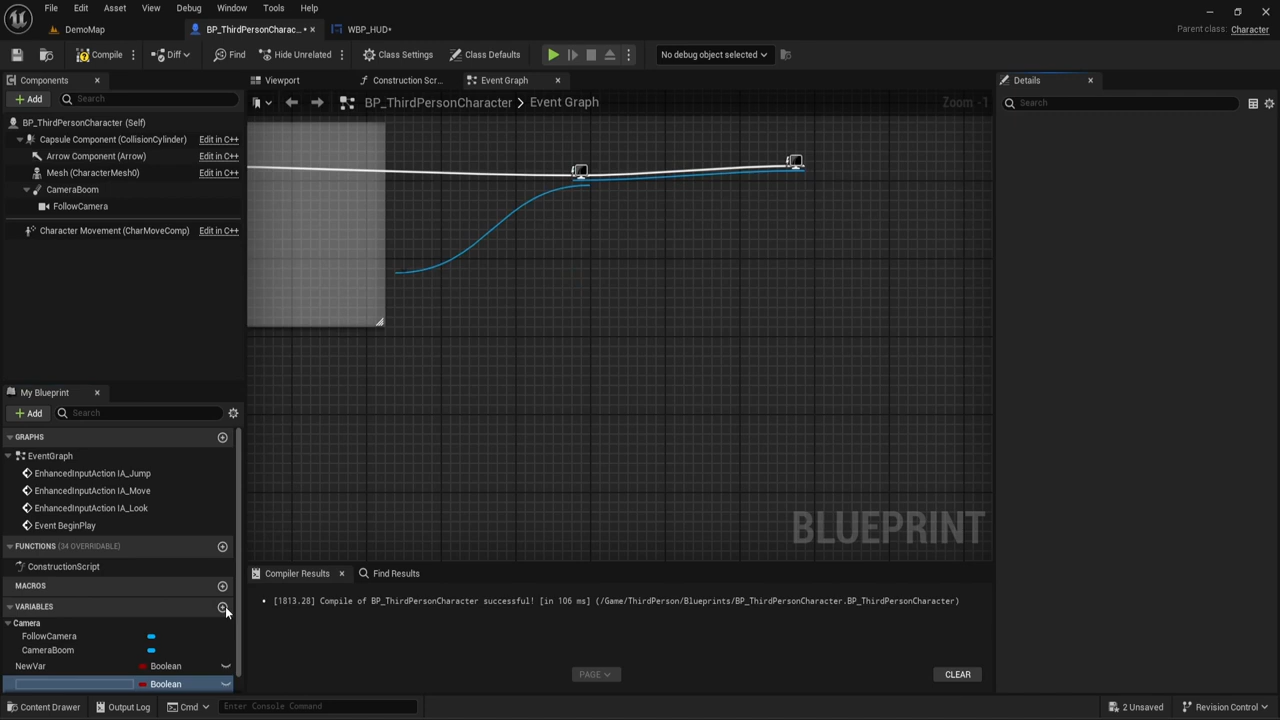 File Edit Asset View Debug Window Tools Help
DemoMap
BP_ThirdPersonCharac...•
WBP_HUD•
Parent class: Character
Compile
Diff
Find
Hide Unrelated
Class Settings
Class Defaults
No debug object selected
Components
Add
Search
BP_ThirdPersonCharacter (Self)
Capsule Component (CollisionCylinder) Edit in C++
Arrow Component (Arrow) Edit in C++
Mesh (CharacterMesh0) Edit in C++
CameraBoom
FollowCamera
Character Movement (CharMoveComp) Edit in C++
My Blueprint
Add
Search
GRAPHS
EventGraph
EnhancedInputAction IA_Jump
EnhancedInputAction IA_Move
EnhancedInputAction IA_Look
Event BeginPlay
FUNCTIONS (34 OVERRIDABLE)
ConstructionScript
MACROS
VARIABLES
Camera
FollowCamera
CameraBoom
NewVar Boolean
Boolean
Viewport
Construction Scr...
Event Graph
BP_ThirdPersonCharacter > Event Graph
Zoom -1
BLUEPRINT
Compiler Results
Find Results
[1813.28] Compile of BP_ThirdPersonCharacter successful! [in 106 ms] (/Game/ThirdPerson/Blueprints/BP_ThirdPersonCharacter.BP_ThirdPersonCharacter)
PAGE
CLEAR
Details
Search
Content Drawer
Output Log
Cmd
Enter Console Command
2 Unsaved
Revision Control